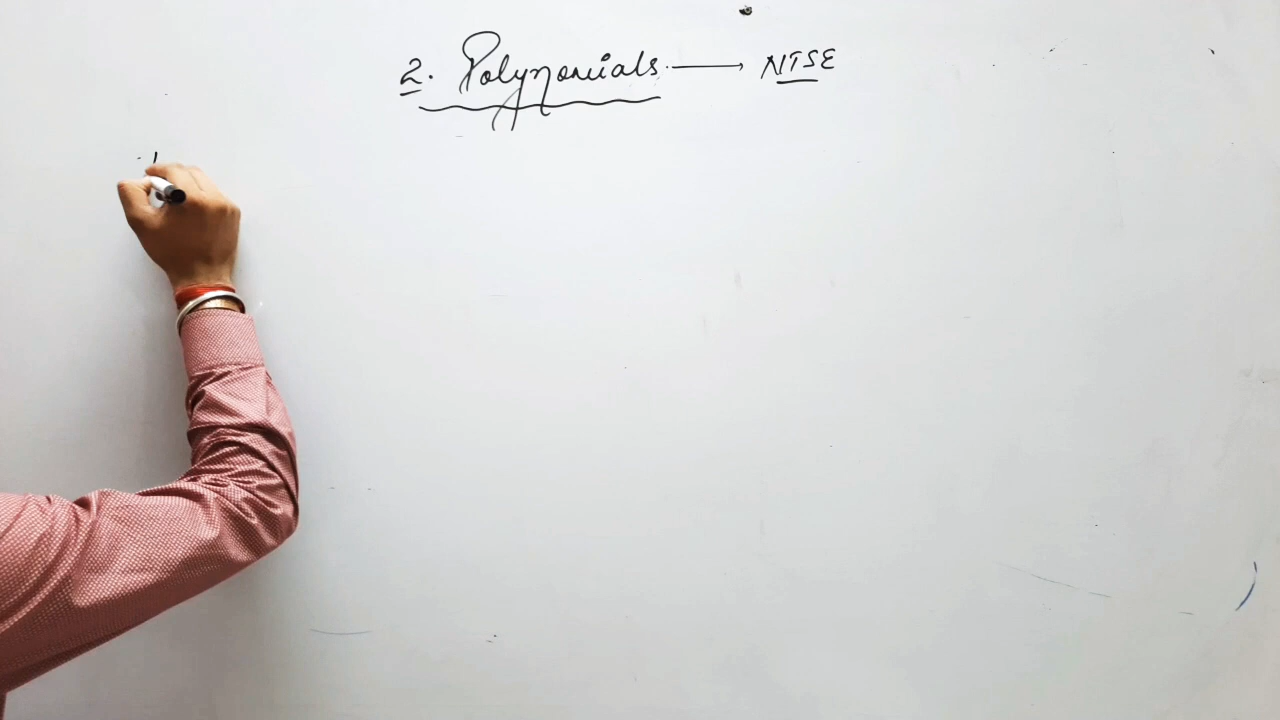 2. Polynomials. → NTSE